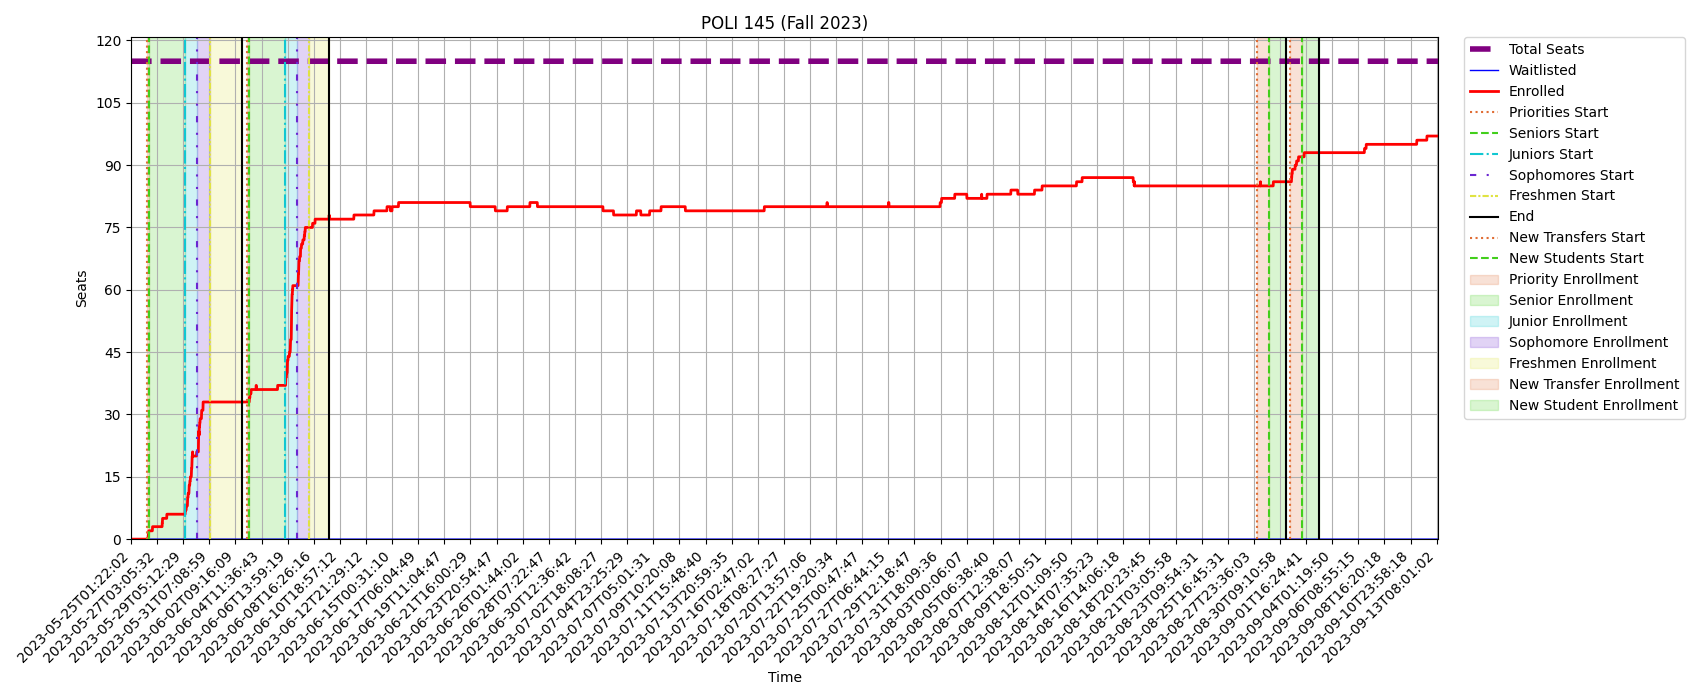 POLI 145 (Fall 2023)
Seats
120
105
90
75
60
45
30
15
0
2023-05-25T01:22:02
2023-05-27T03:05:32
2023-05-29T05:12:29
2023-05-31T07:08:59
2023-06-02T09:16:09
2023-06-04T11:36:43
2023-06-06T13:59:19
2023-06-08T16:26:16
2023-06-10T18:57:12
2023-06-12T21:29:12
2023-06-15T00:31:10
2023-06-17T06:04:49
2023-06-19T11:04:47
2023-06-21T16:00:29
2023-06-23T20:54:47
2023-06-26T01:44:02
2023-06-28T07:22:47
2023-06-30T12:36:42
2023-07-02T18:08:27
2023-07-04T23:25:29
2023-07-07T05:01:31
2023-07-09T10:20:08
2023-07-11T15:48:40
2023-07-13T20:59:35
2023-07-16T02:47:02
2023-07-18T08:27:27
2023-07-20T13:57:06
2023-07-22T19:20:34
2023-07-25T00:47:47
2023-07-27T06:44:15
2023-07-29T12:18:47
2023-07-31T18:09:36
2023-08-03T00:06:07
2023-08-05T06:38:40
2023-08-07T12:38:07
2023-08-09T18:50:51
2023-08-12T01:09:50
2023-08-14T07:35:23
2023-08-16T14:06:18
2023-08-18T20:23:45
2023-08-21T03:05:58
2023-08-23T09:54:31
2023-08-25T16:45:31
2023-08-27T23:36:03
2023-08-30T09:10:58
2023-09-01T16:24:41
2023-09-04T01:19:50
2023-09-06T08:55:15
2023-09-08T16:20:18
2023-09-10T23:58:18
2023-09-13T08:01:02
Time
Total Seats
Waitlisted
Enrolled
Priorities Start
Seniors Start
Juniors Start
Sophomores Start
Freshmen Start
End
New Transfers Start
New Students Start
Priority Enrollment
Senior Enrollment
Junior Enrollment
Sophomore Enrollment
Freshmen Enrollment
New Transfer Enrollment
New Student Enrollment